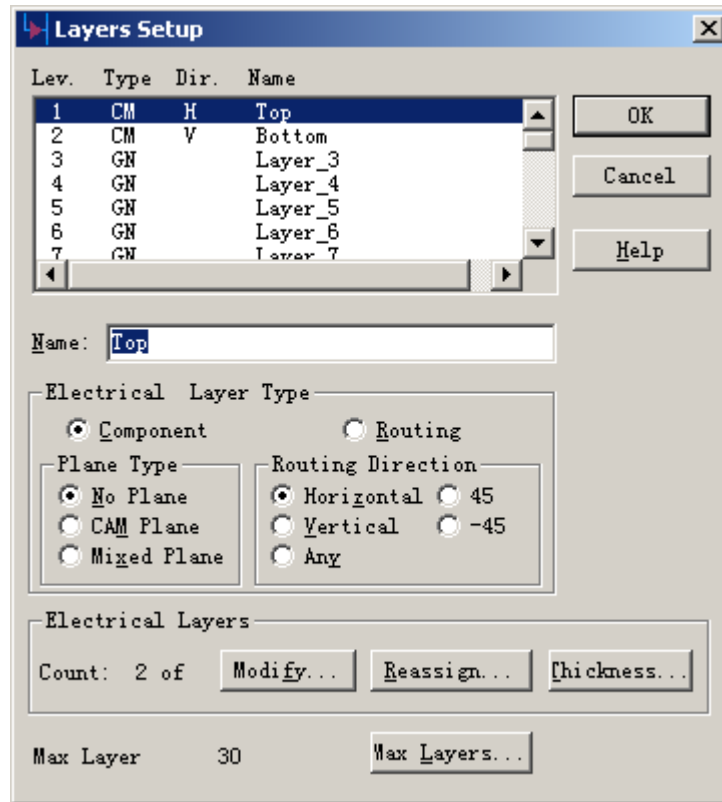 Layers Setup
Lev. Type Dir. Name
1 CM H Top
2 CM V Bottom
3 GN Layer_3
4 GN Layer_4
5 GN Layer_5
6 GN Layer_6
7 GN Layer_7
OK
Cancel
Help
Name: Top
Electrical Layer Type
Component Routing
Plane Type
No Plane
CAM Plane
Mixed Plane
Routing Direction
Horizontal 45
Vertical -45
Any
Electrical Layers
Count: 2 of Modify... Reassign... Thickness...
Max Layer 30 Max Layers...